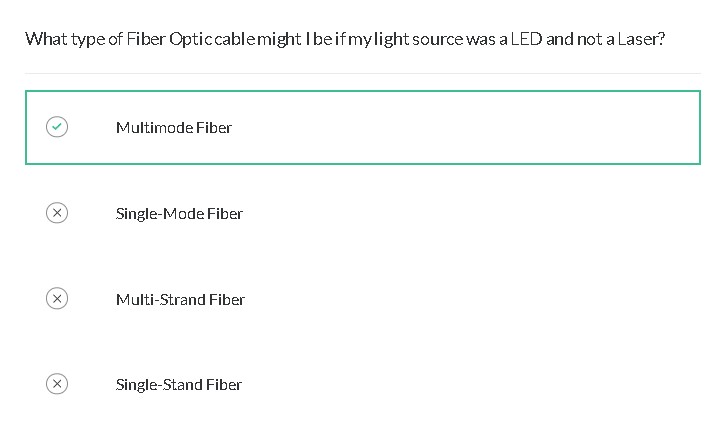 What type of Fiber Optic cable might I be if my light source was a LED and not a Laser?
Multimode Fiber
Single-Mode Fiber
Multi-Strand Fiber
Single-Stand Fiber